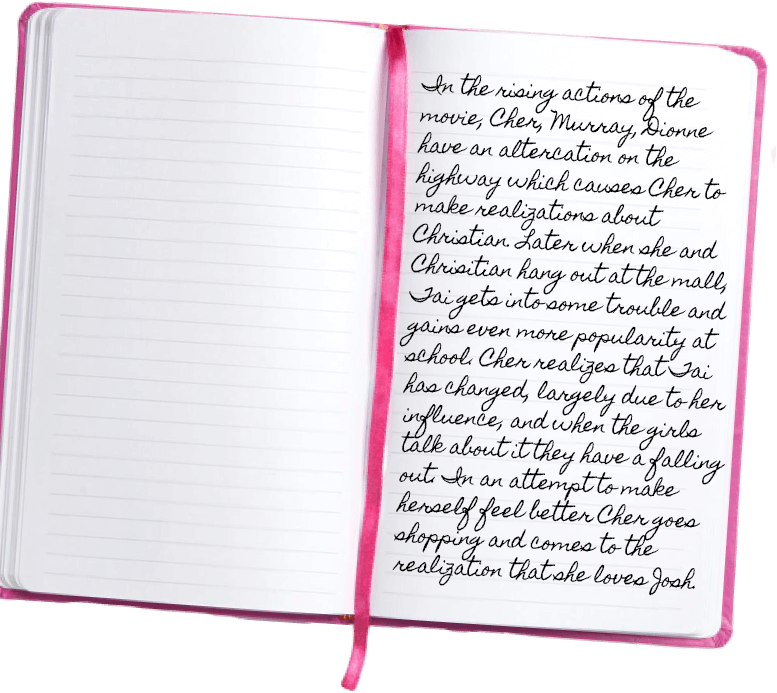 In the rising actions of the
movie, Cher, Murray, Dionne
have an altercation on the
highway which causes Cher to
make realizations about
Christian. Later when she and
Chrisitian hang out at the mall,
Tai gets into some trouble and
gains even more popularity at
school. Cher realizes that Tai
has changed, largely due to her
influence, and when the girls
talk about it they have a falling
out. In an attempt to make
herself feel better Cher goes
shopping and comes to the
realization that she loves Josh.